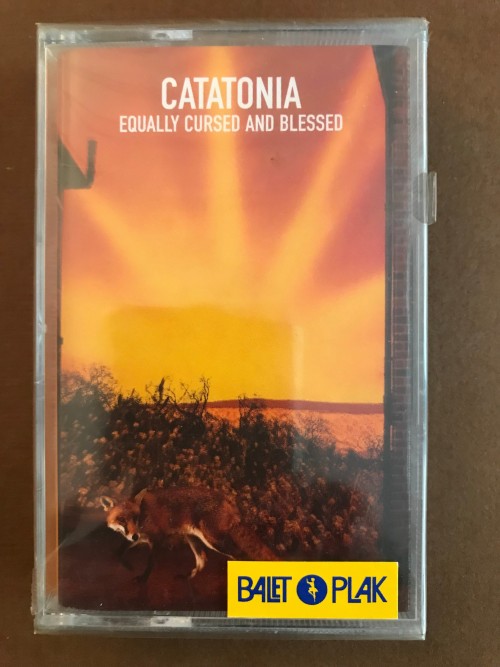 CATATONIA
EQUALLY CURSED AND BLESSED
BALET PLAK